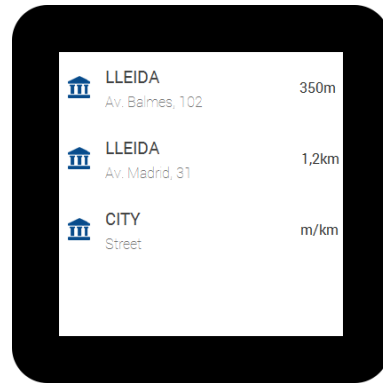 LLEIDA
350m
Av. Balmes, 102
LLEIDA
1,2km
Av. Madrid, 31
CITY
m/km
Street